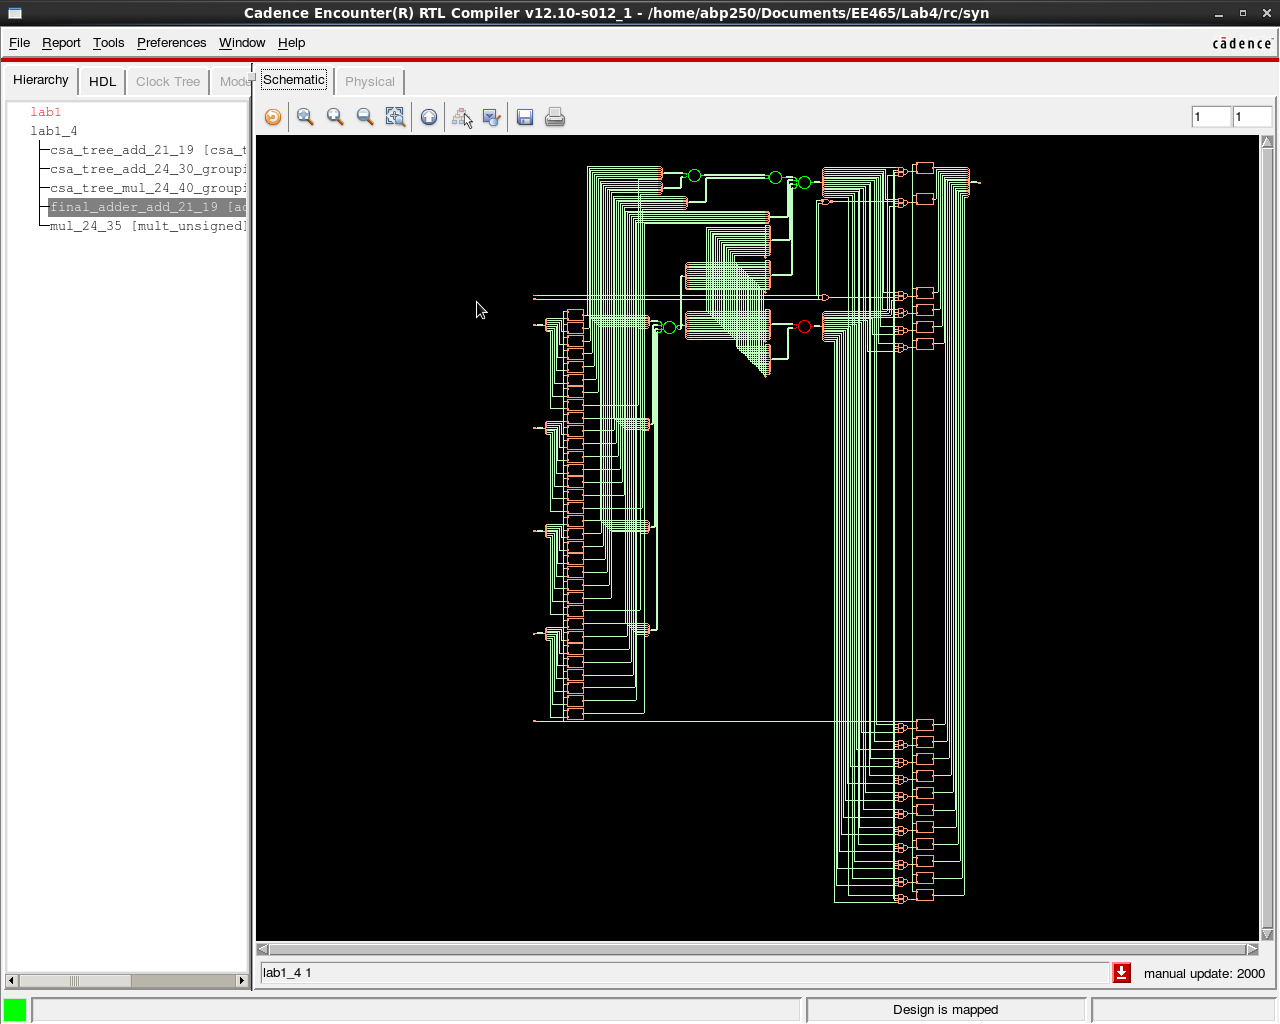 Cadence Encounter(R) RTL Compiler v12.10-s012_1 - /home/abp250/Documents/EE465/Lab4/rc/syn
File Report Tools Preferences Window Help
cādence
Hierarchy HDL Clock Tree Mode
Schematic Physical
1 1
lab1
lab1_4
csa_tree_add_21_19 [csa_t
csa_tree_add_24_30_groupi
csa_tree_mul_24_40_groupi
final_adder_add_21_19 [ad
mul_24_35 [mult_unsigned]
lab1_4 1
manual update: 2000
Design is mapped